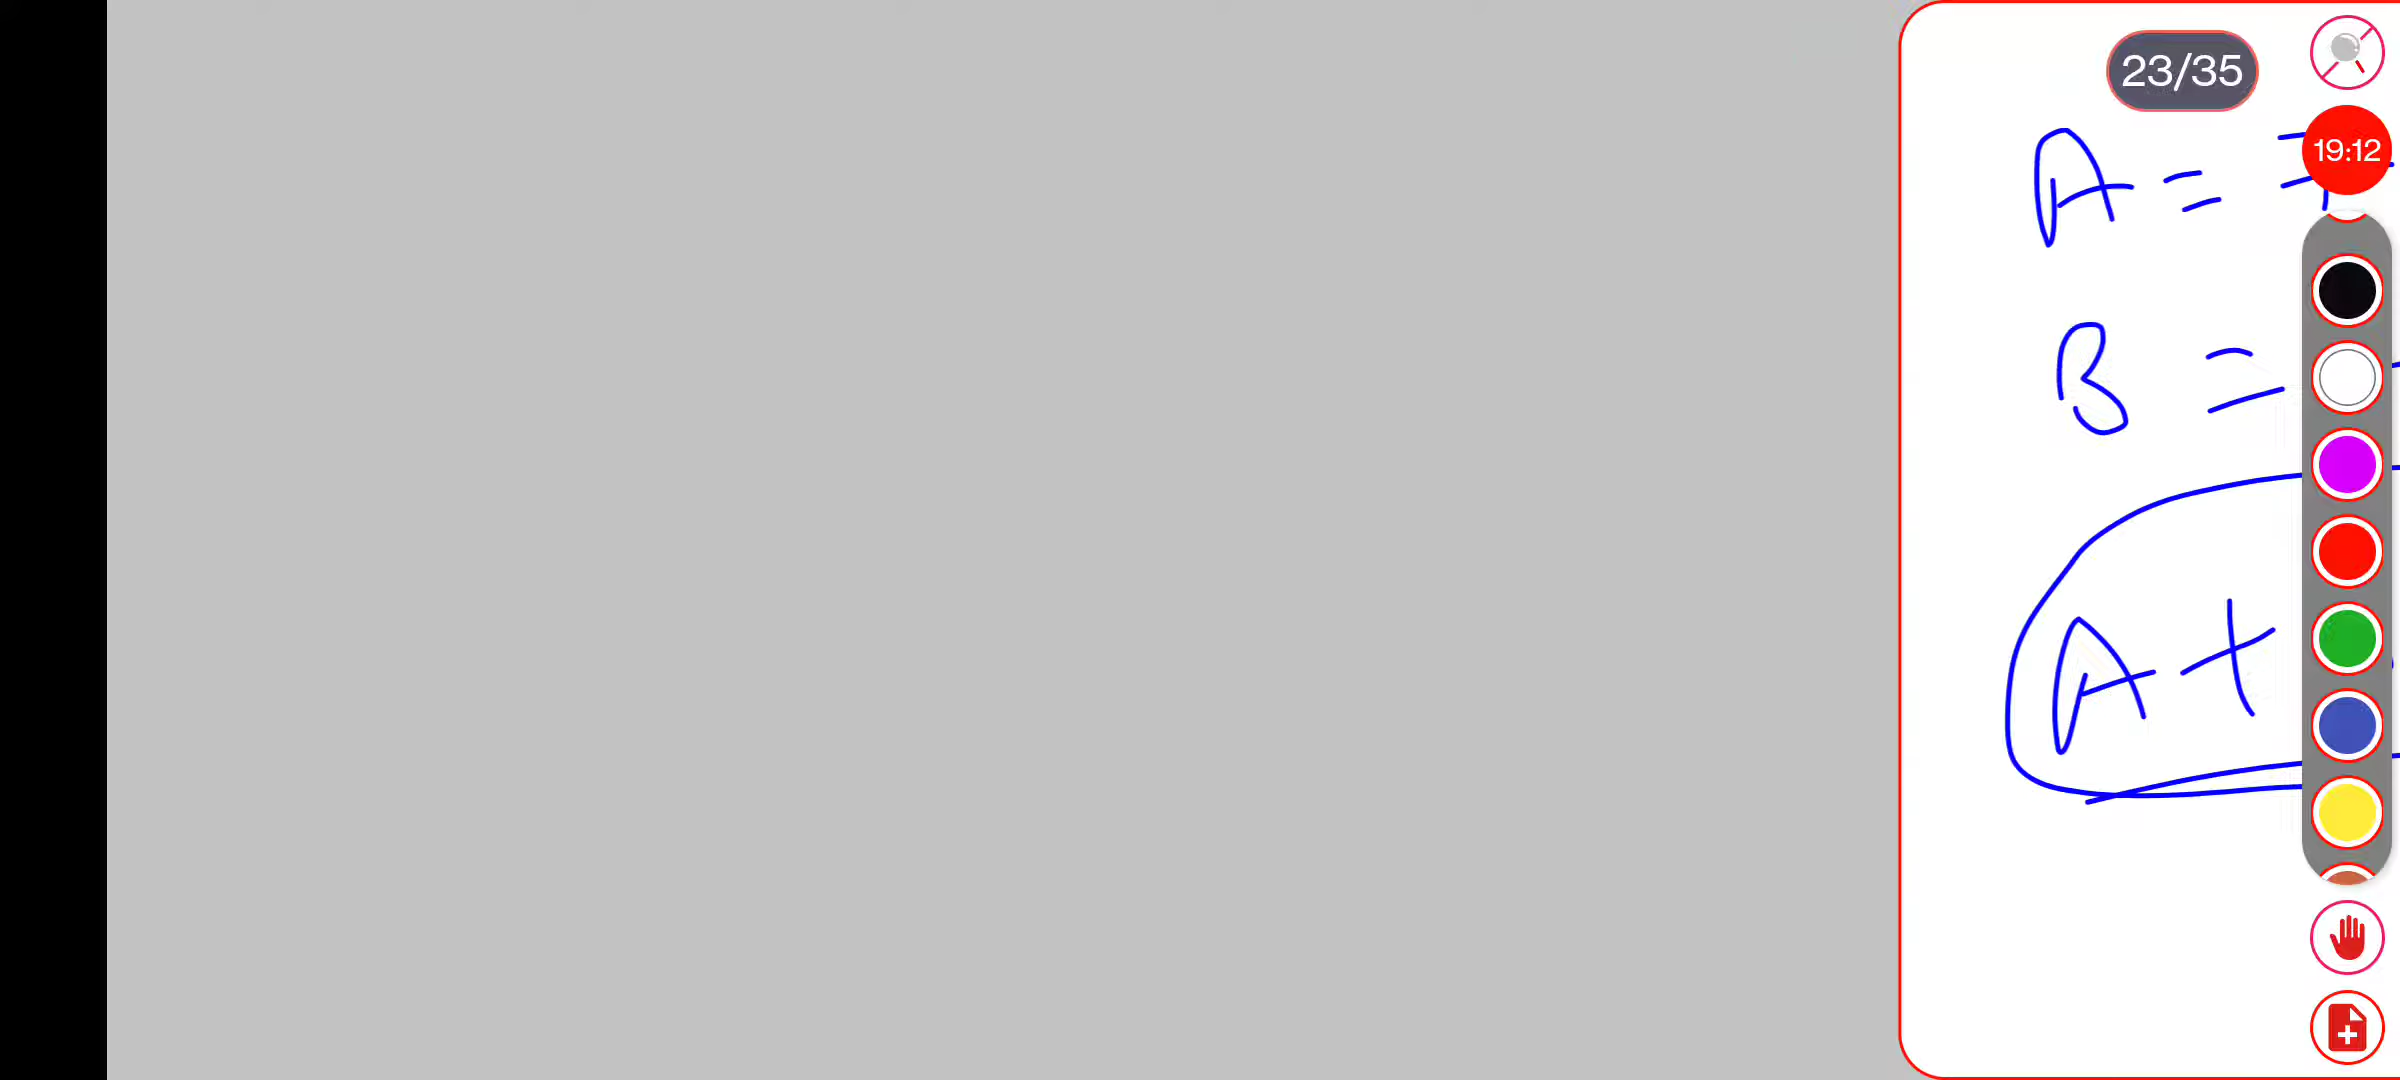 23/35
19:12
A =
B =
A +